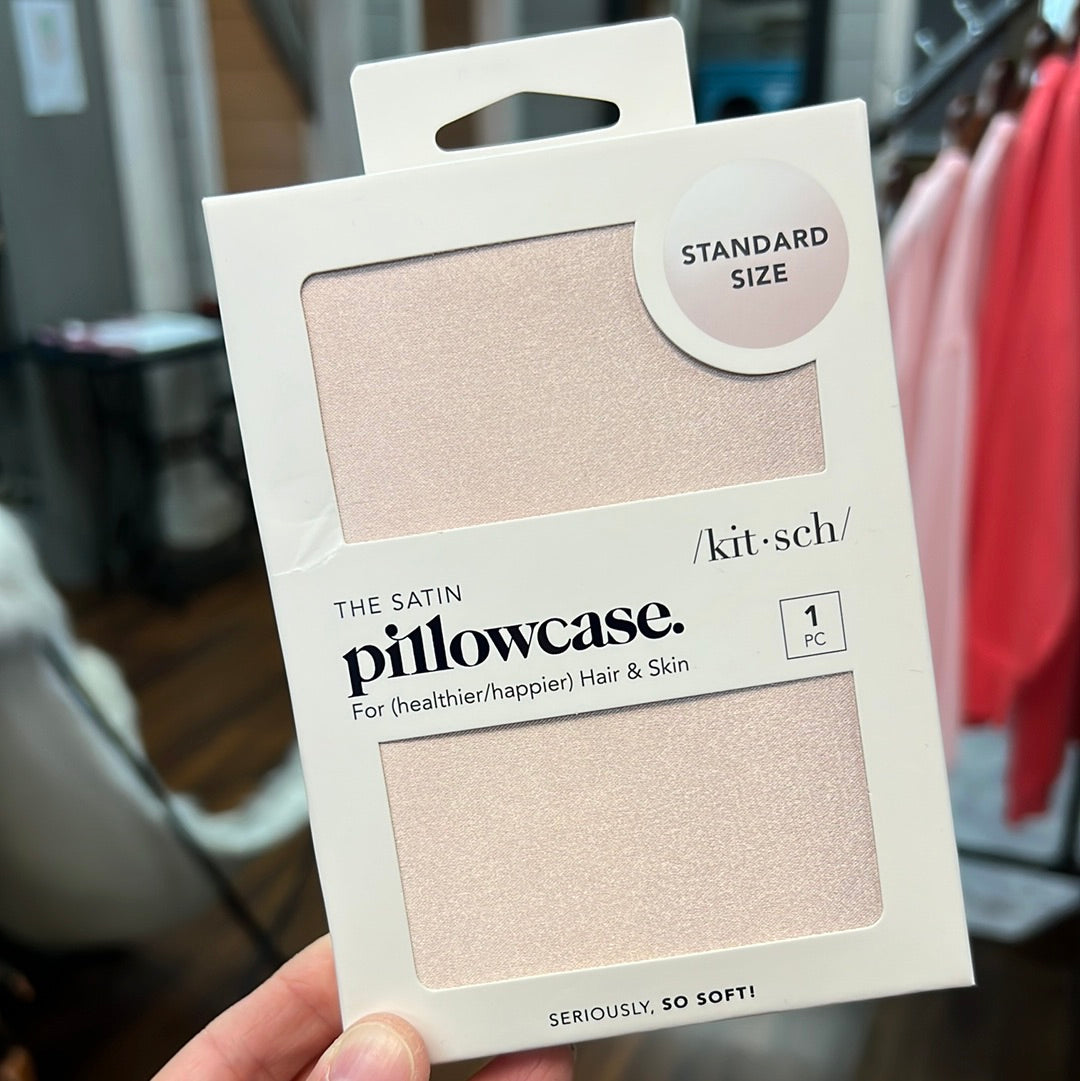 STANDARD
SIZE
/kit·sch/
THE SATIN
pillowcase.
For (healthier/happier) Hair & Skin
1
PC
SERIOUSLY, SO SOFT!